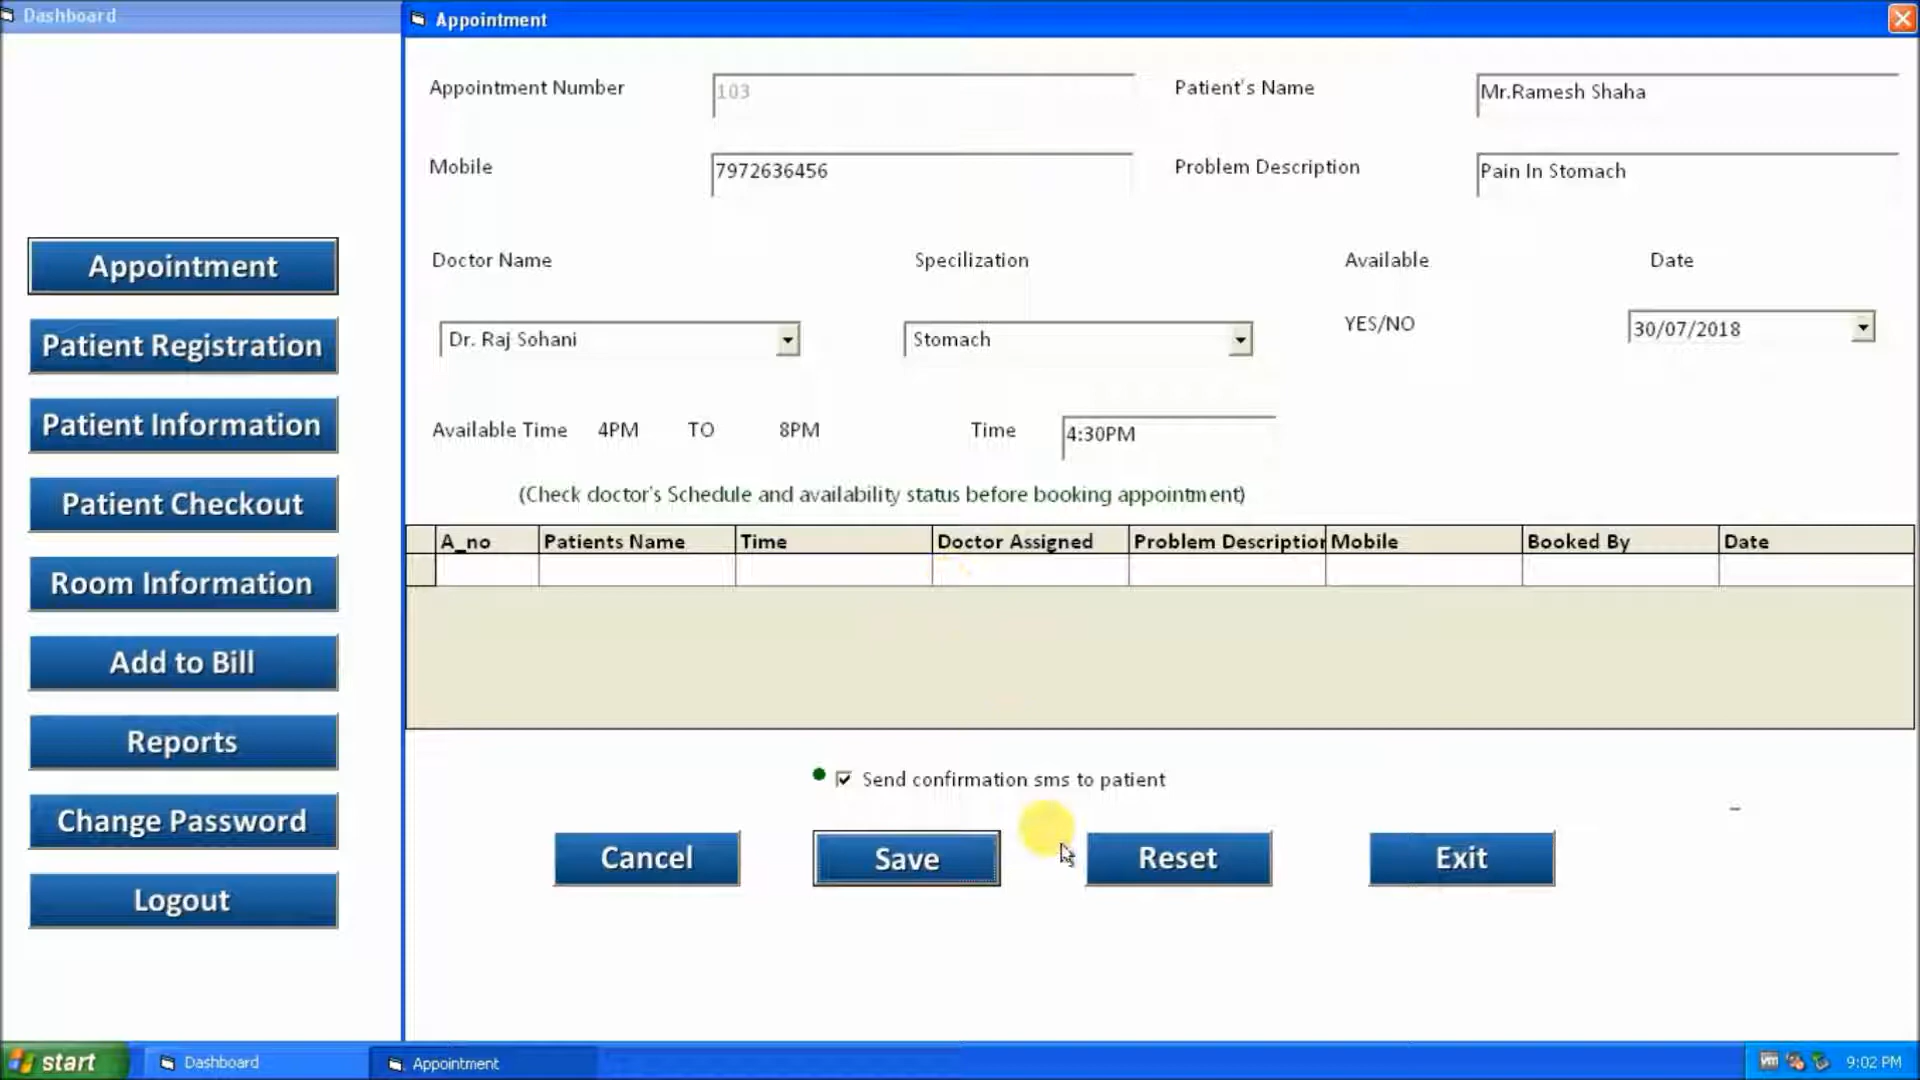 Dashboard
Appointment
Appointment Number
103
Patient's Name
Mr.Ramesh Shaha
Mobile
7972636456
Problem Description
Pain In Stomach
Doctor Name
Specilization
Available
Date
Dr. Raj Sohani
Stomach
YES/NO
30/07/2018
Available Time 4PM TO 8PM
Time
4:30PM
(Check doctor's Schedule and availability status before booking appointment)
A_no
Patients Name
Time
Doctor Assigned
Problem Description
Mobile
Booked By
Date
Send confirmation sms to patient
Cancel
Save
Reset
Exit
Appointment
Patient Registration
Patient Information
Patient Checkout
Room Information
Add to Bill
Reports
Change Password
Logout
start
Dashboard
Appointment
9:02 PM